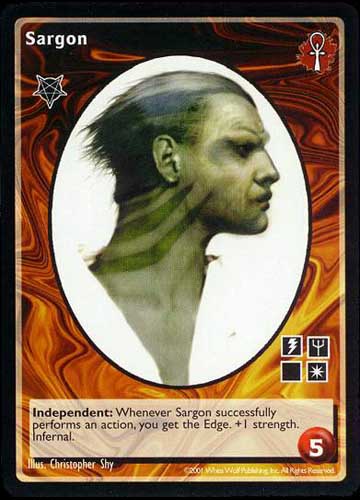 Sargon
Independent: Whenever Sargon successfully
performs an action, you get the Edge. +1 strength.
Infernal.
5
Illus. Christopher Shy
©2001 White Wolf Publishing, Inc. All Rights Reserved.